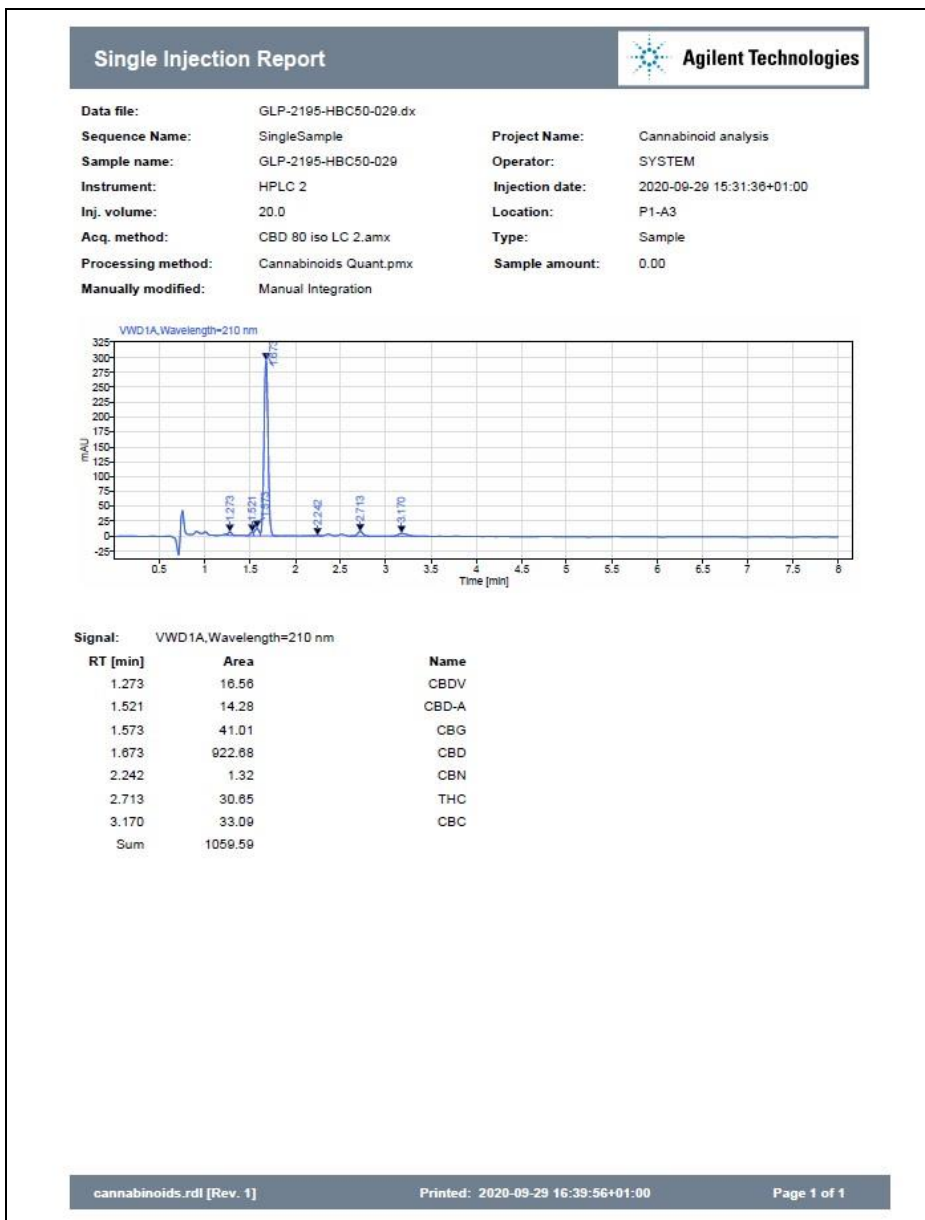 Single Injection Report
Agilent Technologies
Data file: GLP-2195-HBC50-029.dx
Sequence Name: SingleSample Project Name: Cannabinoid analysis
Sample name: GLP-2195-HBC50-029 Operator: SYSTEM
Instrument: HPLC 2 Injection date: 2020-09-29 15:31:36+01:00
Inj. volume: 20.0 Location: P1-A3
Acq. method: CBD 80 iso LC 2.amx Type: Sample
Processing method: Cannabinoids Quant.pmx Sample amount: 0.00
Manually modified: Manual Integration
VWD1A,Wavelength=210 nm
325
300
275
250
225
200
175
150
125
100
75
50
25
0
-25
mAU
1.273
1.521
1.573
1.673
2.242
2.713
3.170
0.5 1 1.5 2 2.5 3 3.5 4 4.5 5 5.5 6 6.5 7 7.5 8
Time [min]
Signal: VWD1A,Wavelength=210 nm
RT [min] Area Name
1.273 16.56 CBDV
1.521 14.28 CBD-A
1.573 41.01 CBG
1.673 922.68 CBD
2.242 1.32 CBN
2.713 30.65 THC
3.170 33.09 CBC
Sum 1059.59
cannabinoids.rdl [Rev. 1] Printed: 2020-09-29 16:39:56+01:00 Page 1 of 1